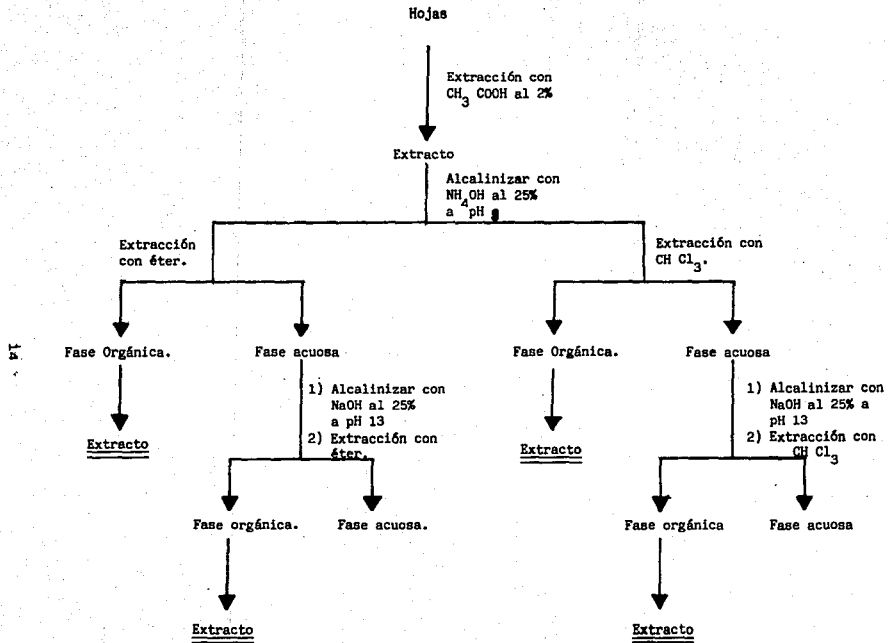 Hojas
Extracción con
CH3 COOH al 2%
Extracto
Alcalinizar con
NH4OH al 25%
a pH
Extracción
con éter.
Extracción con
CH Cl3.
Fase Orgánica.
Fase acuosa
Fase Orgánica.
Fase acuosa
14
1) Alcalinizar con
NaOH al 25%
a pH 13
2) Extracción con
éter.
1) Alcalinizar con
NaOH al 25% a
pH 13
2) Extracción con
CH Cl3
Extracto
Extracto
Fase orgánica.
Fase acuosa.
Fase orgánica
Fase acuosa
Extracto
Extracto